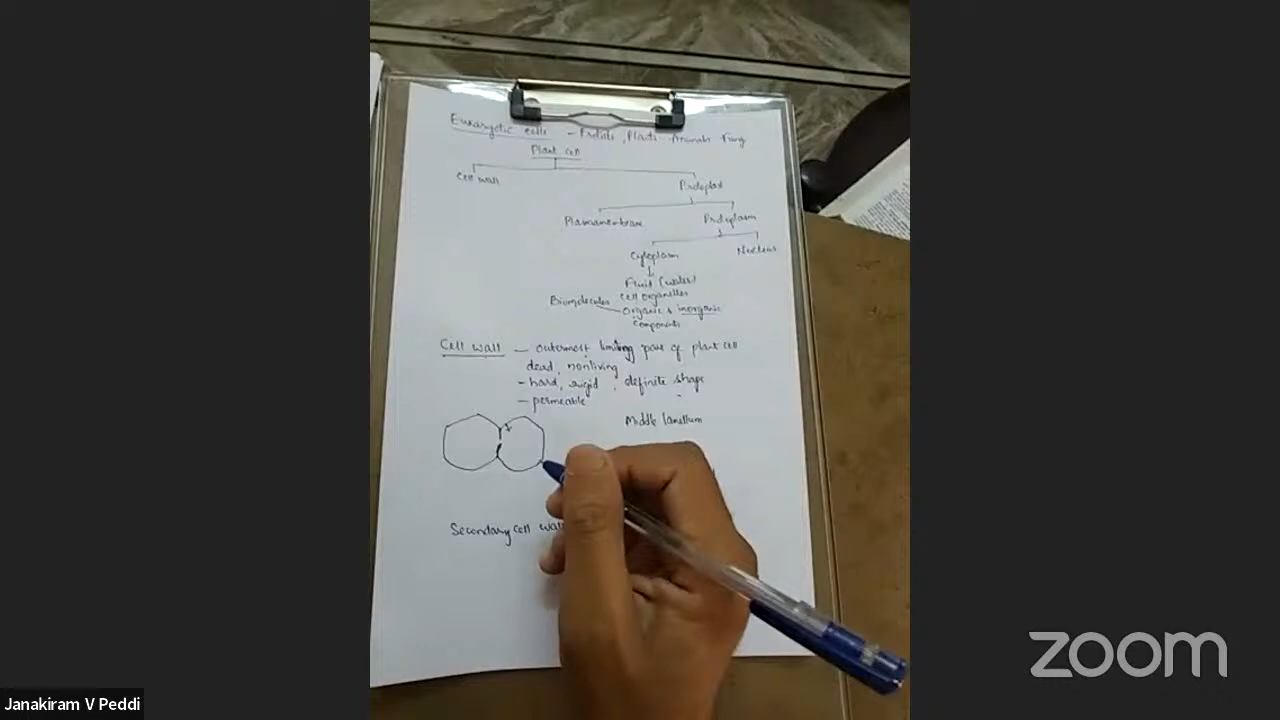 Eukaryotic cells - Protists, Plants Animals Fungi
Plant cell
Cell wall
Protoplast
Plasmamembrane
Protoplasm
Cytoplasm
Nucleus
Fluid (water)
Cell organelles
Biomolecules
organic & inorganic
components
Cell wall - outermost limiting part of plant cell
dead, nonliving
- hard, rigid, definite shape
- permeable
Middle lamellum
Secondary cell wall
zoom
Janakiram V Peddi